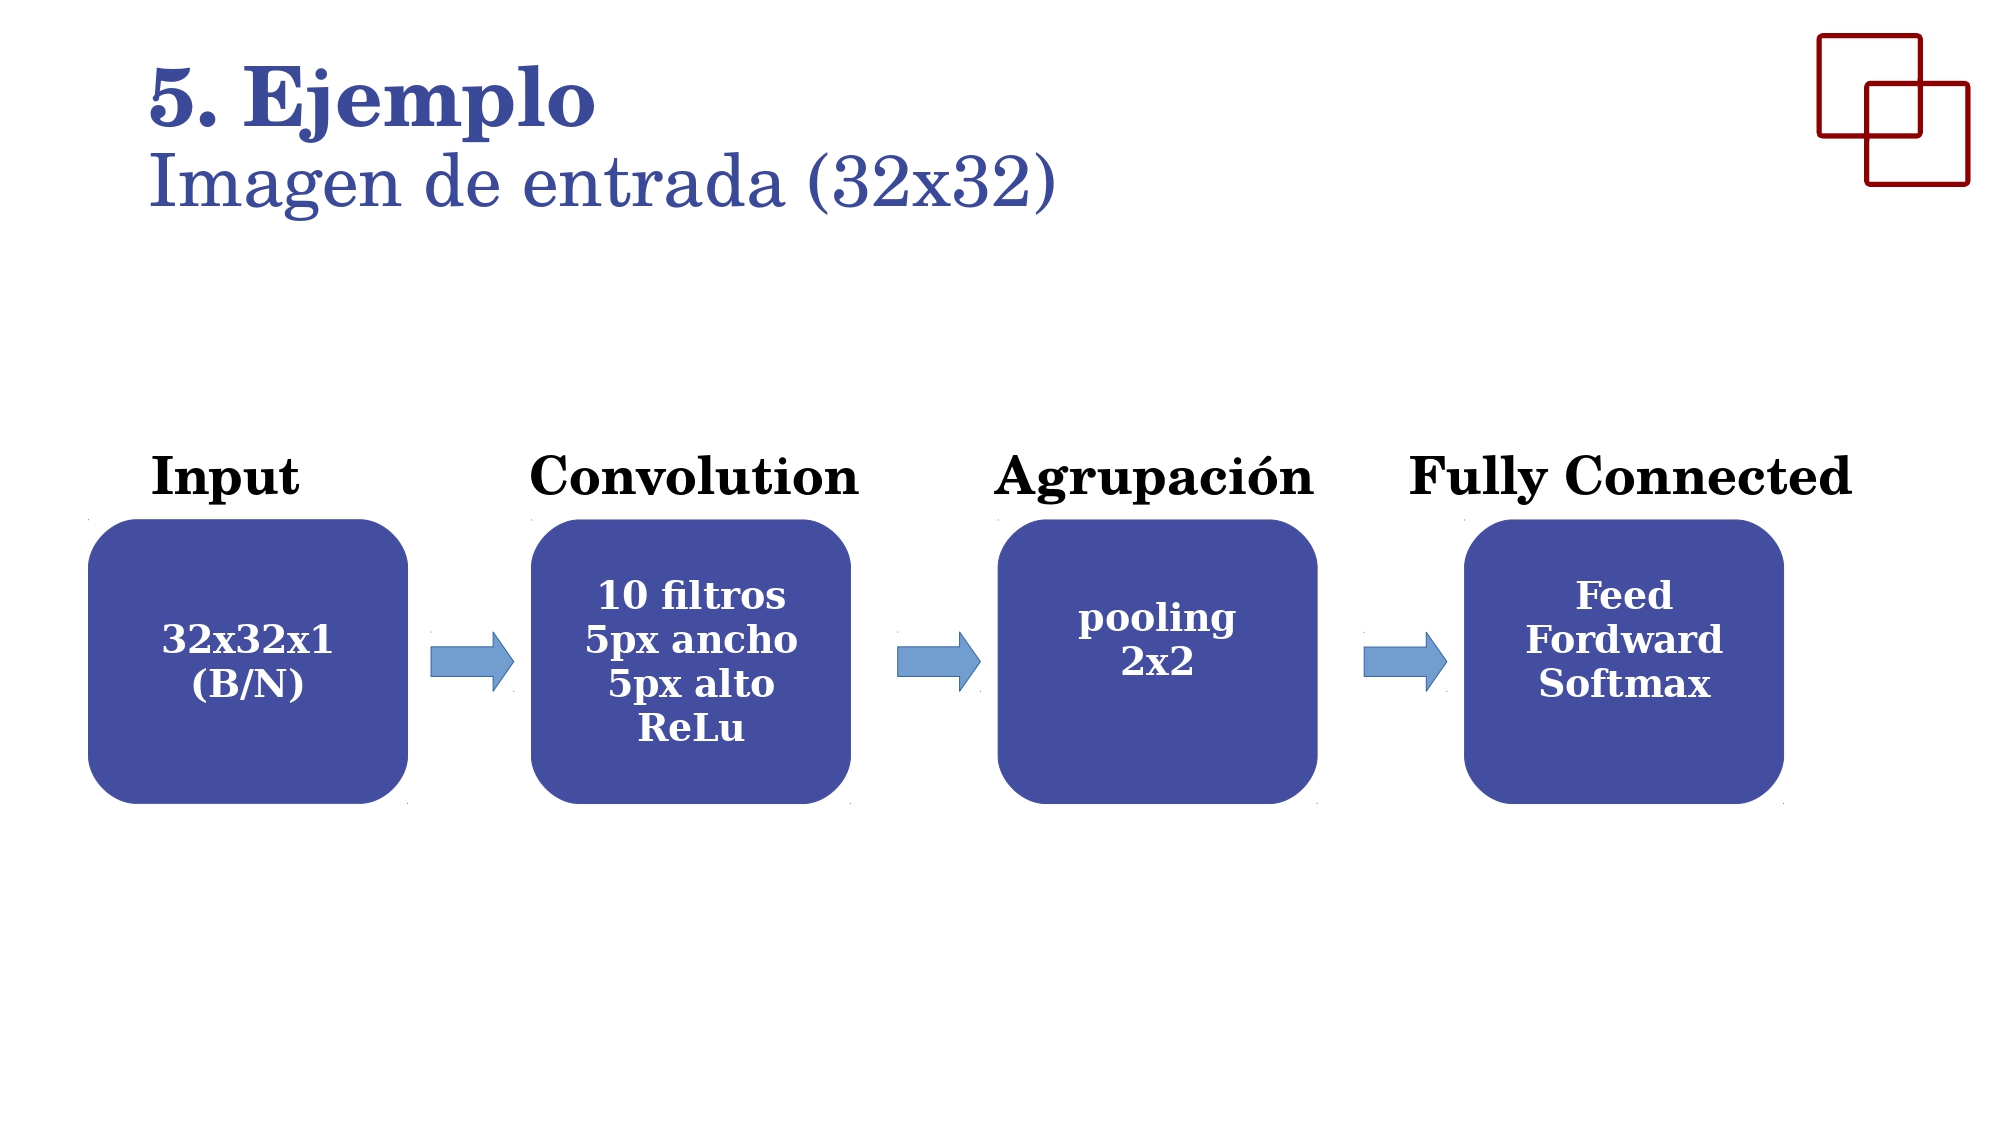 5. Ejemplo
Imagen de entrada (32x32)
Input
32x32x1
(B/N)
Convolution
10 filtros
5px ancho
5px alto
ReLu
Agrupación
pooling
2x2
Fully Connected
Feed
Fordward
Softmax